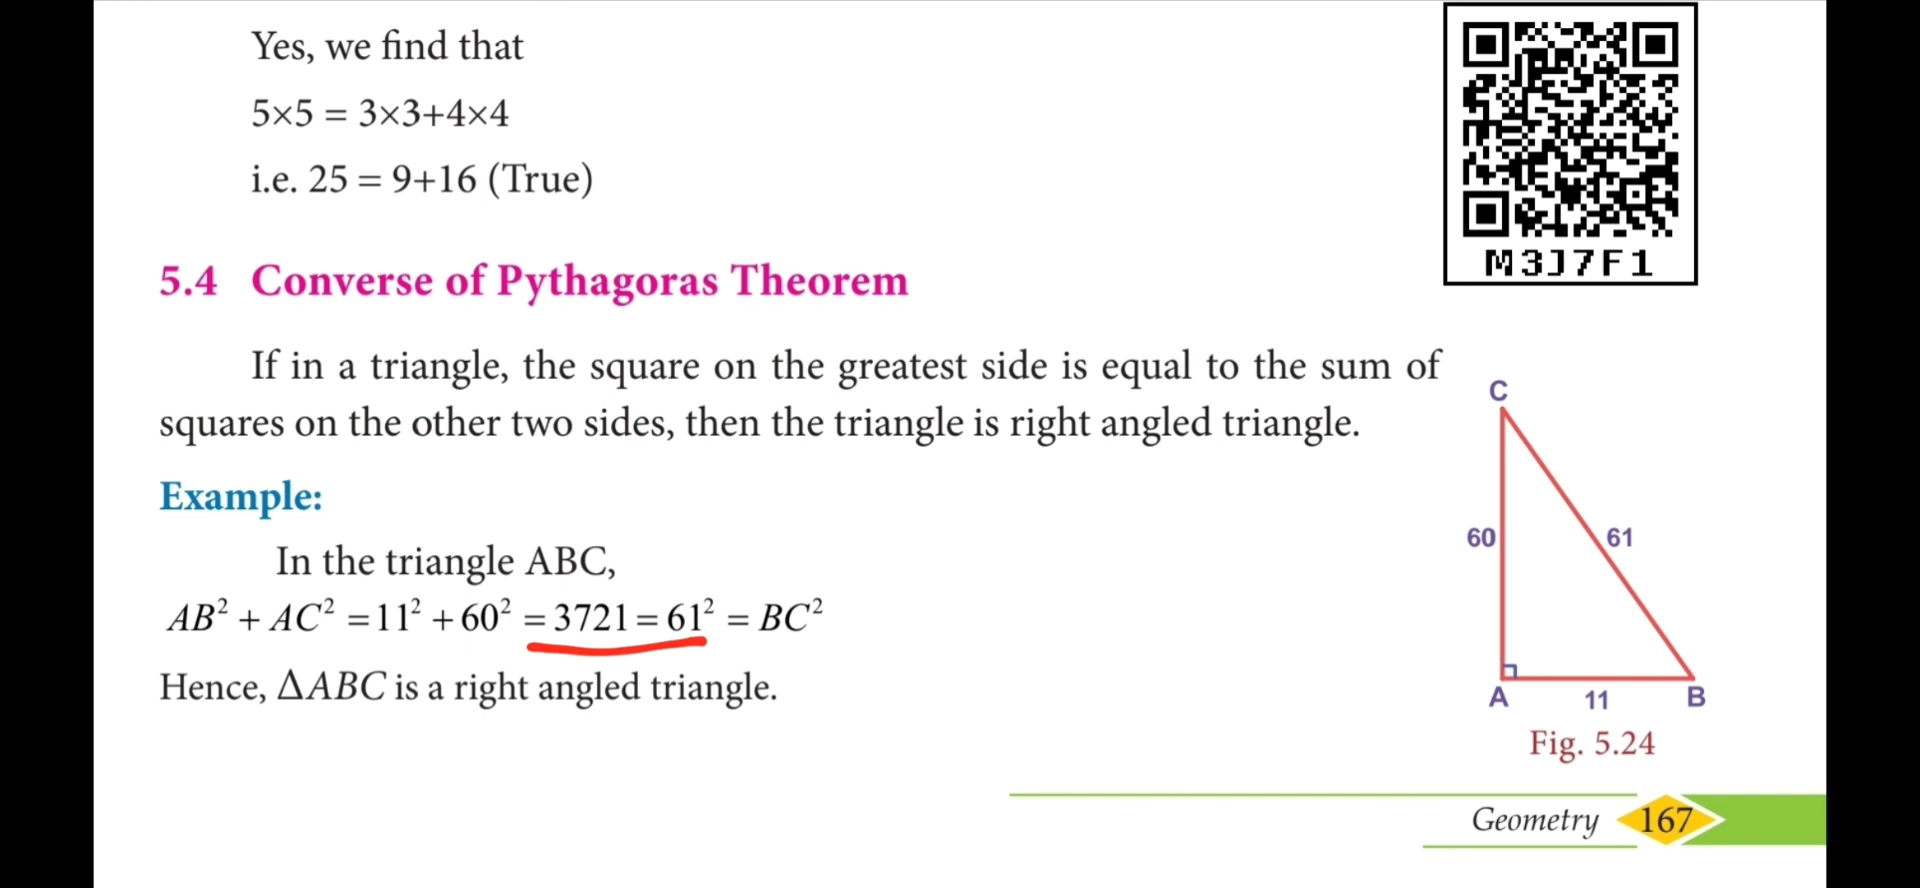 Yes, we find that
5×5 = 3×3+4×4
i.e. 25 = 9+16 (True)
M3J7F1
5.4 Converse of Pythagoras Theorem
If in a triangle, the square on the greatest side is equal to the sum of
squares on the other two sides, then the triangle is right angled triangle.
Example:
In the triangle ABC,
AB² + AC² = 11² + 60² = 3721 = 61² = BC²
Hence, ΔABC is a right angled triangle.
C
60
61
A
11
B
Fig. 5.24
Geometry 167